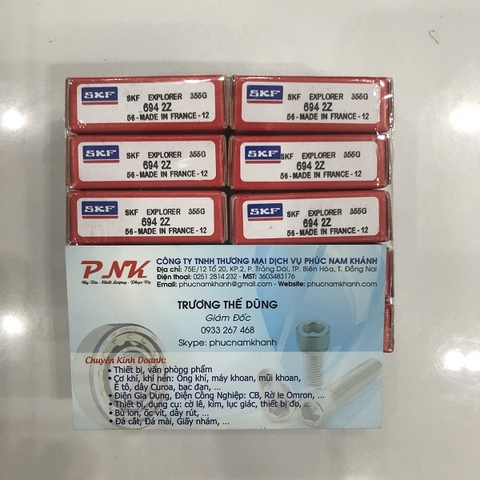 SKF SKF EXPLORER 355G
694 2Z
56-MADE IN FRANCE-12
SKF SKF EXPLORER 355G
694 2Z
56-MADE IN FRANCE-12
SKF SKF EXPLORER 355G
694 2Z
56-MADE IN FRANCE-12
SKF SKF EXPLORER 355G
694 2Z
56-MADE IN FRANCE-12
SKF SKF EXPLORER 355G
694 2Z
56-MADE IN FRANCE-12
SKF SKF EXPLORER 355G
694 2Z
56-MADE IN FRANCE-12
PNK
Uy Tín - Chất Lượng - Phục Vụ
CÔNG TY TNHH THƯƠNG MẠI DỊCH VỤ PHÚC NAM KHÁNH
Địa chỉ: 75E/12 Tổ 20, KP.2, P. Trảng Dài, TP. Biên Hòa, T. Đồng Nai
Điện thoại: 0251 2814 232 - MST: 3603483176
Email: phucnamkhanh@gmail.com - Website: phucnamkhanh.com
TRƯƠNG THẾ DŨNG
Giám Đốc
0933 267 468
Skype: phucnamkhanh
Chuyên Kinh Doanh:
- Thiết bị, văn phòng phẩm
- Cơ khí, khí nén: Ống khí, máy khoan, mũi khoan,
Ê tô, dây Curoa, bạc đạn, ...
- Điện Gia Dụng, Điện Công Nghiệp: CB, Rờ le Omron, ...
- Thiết bị, dụng cụ: cờ lê, kìm, lục giác, thiết bị đo, ...
- Bu lon, ốc vít, dây rút, ...
- Đá cắt, Đá mài, Giấy nhám, ...